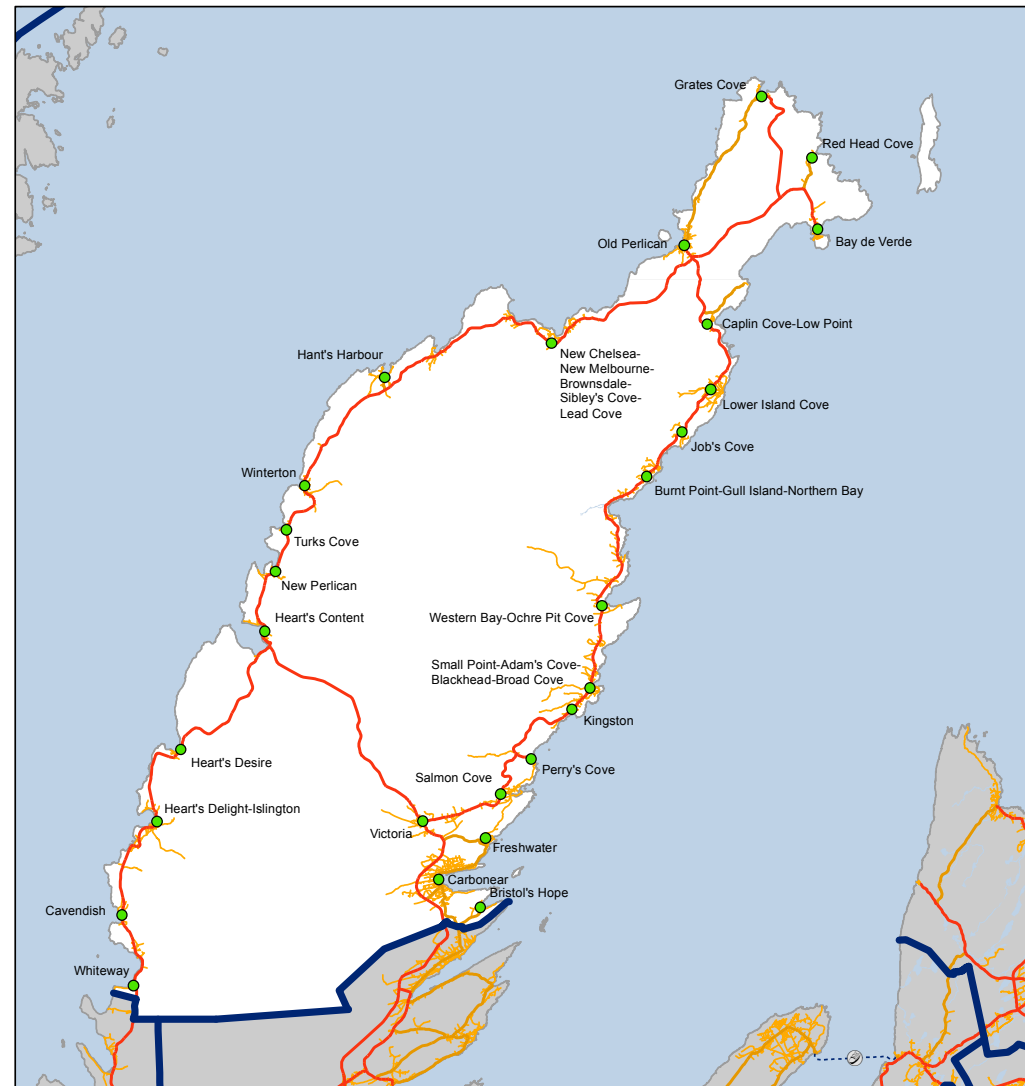 Grates Cove
Red Head Cove
Old Perlican
Bay de Verde
Caplin Cove-Low Point
Hant's Harbour
New Chelsea-
New Melbourne-
Brownsdale-
Sibley's Cove-
Lead Cove
Lower Island Cove
Job's Cove
Winterton
Burnt Point-Gull Island-Northern Bay
Turks Cove
New Perlican
Heart's Content
Western Bay-Ochre Pit Cove
Small Point-Adam's Cove-
Blackhead-Broad Cove
Kingston
Heart's Desire
Perry's Cove
Salmon Cove
Heart's Delight-Islington
Victoria
Freshwater
Carbonear
Bristol's Hope
Cavendish
Whiteway